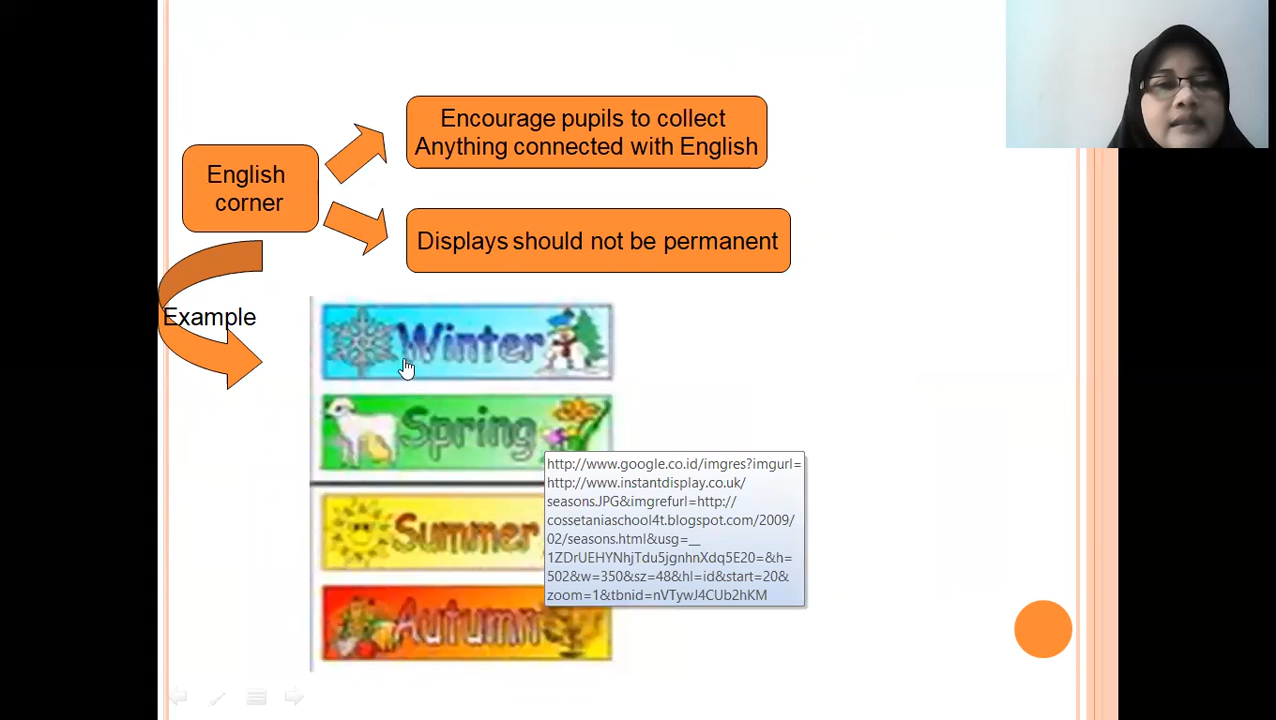 English
corner
Encourage pupils to collect
Anything connected with English
Displays should not be permanent
Example
Winter
Spring
Summer
Autumn
http://www.google.co.id/imgres?imgurl=
http://www.instantdisplay.co.uk/
seasons.JPG&imgrefurl=http://
cossetaniaschool4t.blogspot.com/2009/
02/seasons.html&usg=__
1ZDrUEHYNhjTdu5jgnhnXdq5E20=&h=
502&w=350&sz=48&hl=id&start=20&
zoom=1&tbnid=nVTywJ4CUb2hKM